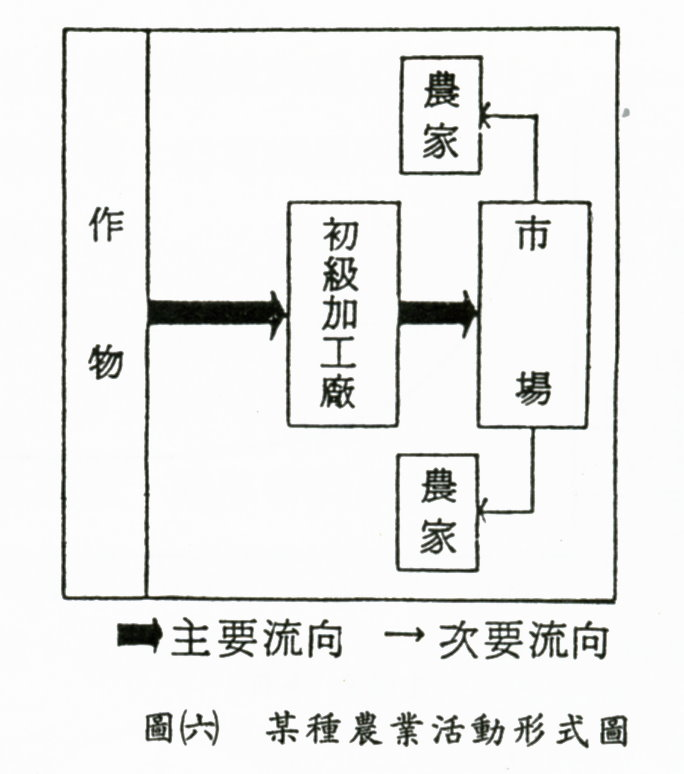 作物
初級加工廠
市場
農家
農家
主要流向
次要流向
圖㈥ 某種農業活動形式圖